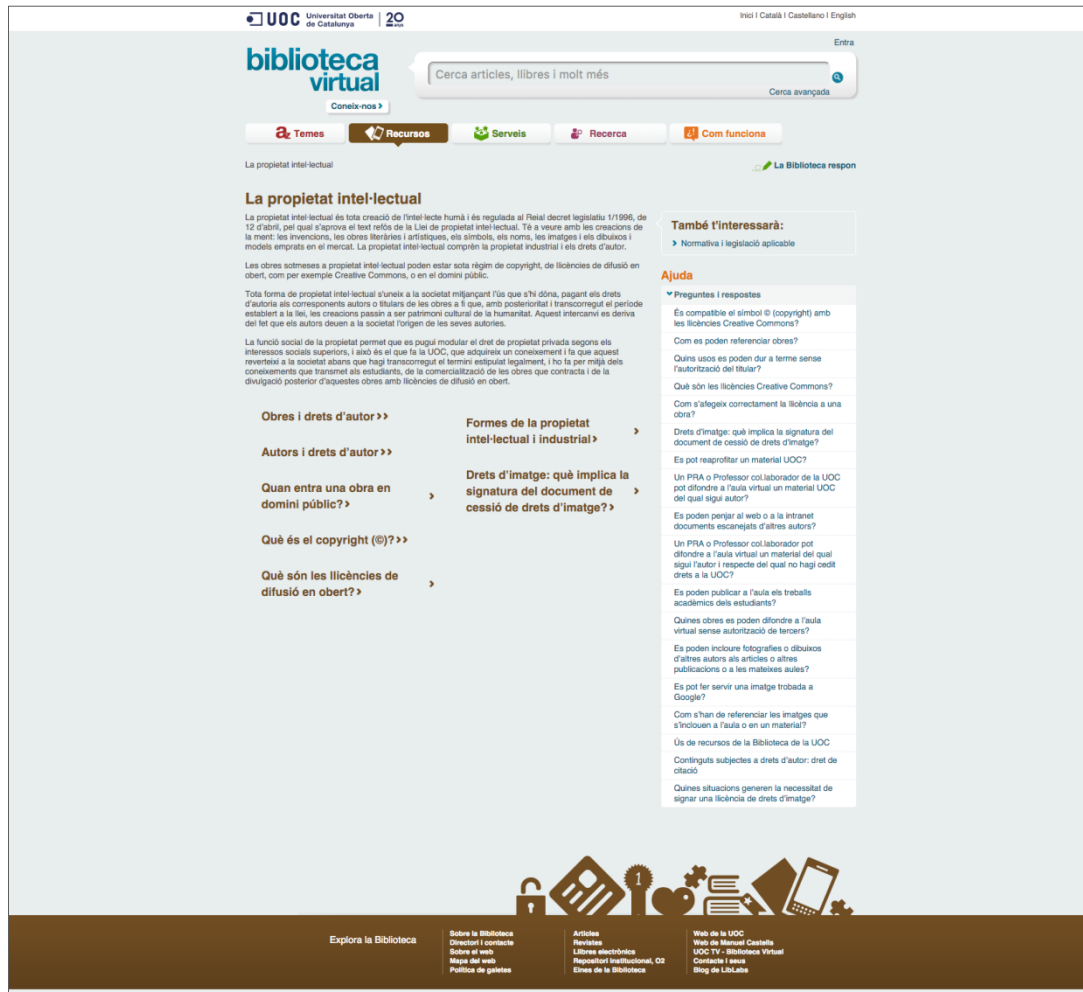 UOC Universitat Oberta
de Catalunya
20
Inici I Català I Castellano I English
Entra
biblioteca
virtual
Coneix-nos ›
Cerca articles, llibres i molt més
Cerca avançada
az Temes
Recursos
Serveis
Recerca
Com funciona
La propietat intel·lectual
La Biblioteca respon
La propietat intel·lectual
La propietat intel·lectual és tota creació de l'intel·lecte humà i és regulada al Reial decret legislatiu 1/1996, de
12 d'abril, pel qual s'aprova el text refós de la Llei de propietat intel·lectual. Té a veure amb les creacions de
la ment: les invencions, les obres literàries i artístiques, els símbols, els noms, les imatges i els dibuixos i
models emprats en el mercat. La propietat intel·lectual comprèn la propietat industrial i els drets d'autor.
Les obres sotmeses a propietat intel·lectual poden estar sota règim de copyright, de llicències de difusió en
obert, com per exemple Creative Commons, o en el domini públic.
Tota forma de propietat intel·lectual s'uneix a la societat mitjançant l'ús que s'hi dóna, pagant els drets
d'autoria als corresponents autors o titulars de les obres a fi que, amb posterioritat i transcorregut el període
establert a la llei, les creacions passin a ser patrimoni cultural de la humanitat. Aquest intercanvi es deriva
del fet que els autors deuen a la societat l'origen de les seves autories.
La funció social de la propietat permet que es pugui modular el dret de propietat privada segons els
interessos socials superiors, i això és el que fa la UOC, que adquireix un coneixement i fa que aquest
reverteixi a la societat abans que hagi transcorregut el termini estipulat legalment, i ho fa per mitjà dels
coneixements que transmet als estudiants, de la comercialització de les obres que contracta i de la
divulgació posterior d'aquestes obres amb llicències de difusió en obert.
Obres i drets d'autor ››
Autors i drets d'autor ››
Quan entra una obra en
domini públic? ›
Què és el copyright (©)? ››
Què són les llicències de
difusió en obert? ›
Formes de la propietat
intel·lectual i industrial ›
Drets d'imatge: què implica la
signatura del document de
cessió de drets d'imatge? ›
També t'interessarà:
› Normativa i legislació aplicable
Ajuda
Preguntes i respostes
És compatible el símbol © (copyright) amb
les llicències Creative Commons?
Com es poden referenciar obres?
Quins usos es poden dur a terme sense
l'autorització del titular?
Què són les llicències Creative Commons?
Com s'afegeix correctament la llicència a una
obra?
Drets d'imatge: què implica la signatura del
document de cessió de drets d'imatge?
Es pot reaprofitar un material UOC?
Un PRA o Professor col.laborador de la UOC
pot difondre a l'aula virtual un material UOC
del qual sigui autor?
Es poden penjar al web o a la intranet
documents escanejats d'altres autors?
Un PRA o Professor col.laborador pot
difondre a l'aula virtual un material del qual
sigui l'autor i respecte del qual no hagi cedit
drets a la UOC?
Es poden publicar a l'aula els treballs
acadèmics dels estudiants?
Quines obres es poden difondre a l'aula
virtual sense autorització de tercers?
Es poden incloure fotografies o dibuixos
d'altres autors als articles o altres
publicacions o a les mateixes aules?
Es pot fer servir una imatge trobada a
Google?
Com s'han de referenciar les imatges que
s'inclouen a l'aula o en un material?
Ús de recursos de la Biblioteca de la UOC
Continguts subjectes a drets d'autor: dret de
citació
Quines situacions generen la necessitat de
signar una llicència de drets d'imatge?
1
Explora la Biblioteca
Sobre la Biblioteca
Directori i contacte
Sobre el web
Mapa del web
Política de galetes
Articles
Revistes
Llibres electrònics
Repositori institucional, O2
Eines de la Biblioteca
Web de la UOC
Web de Manuel Castells
UOC TV - Biblioteca Virtual
Contacte i seus
Blog de LibLabs